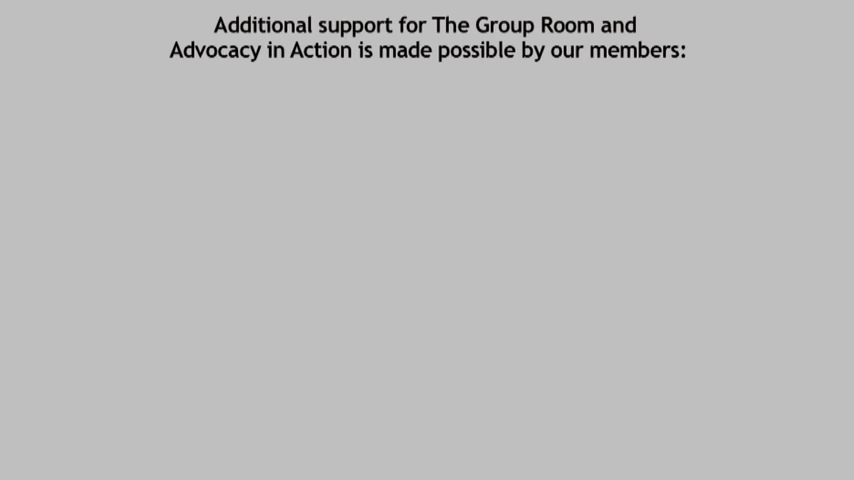 Additional support for The Group Room and
Advocacy in Action is made possible by our members: